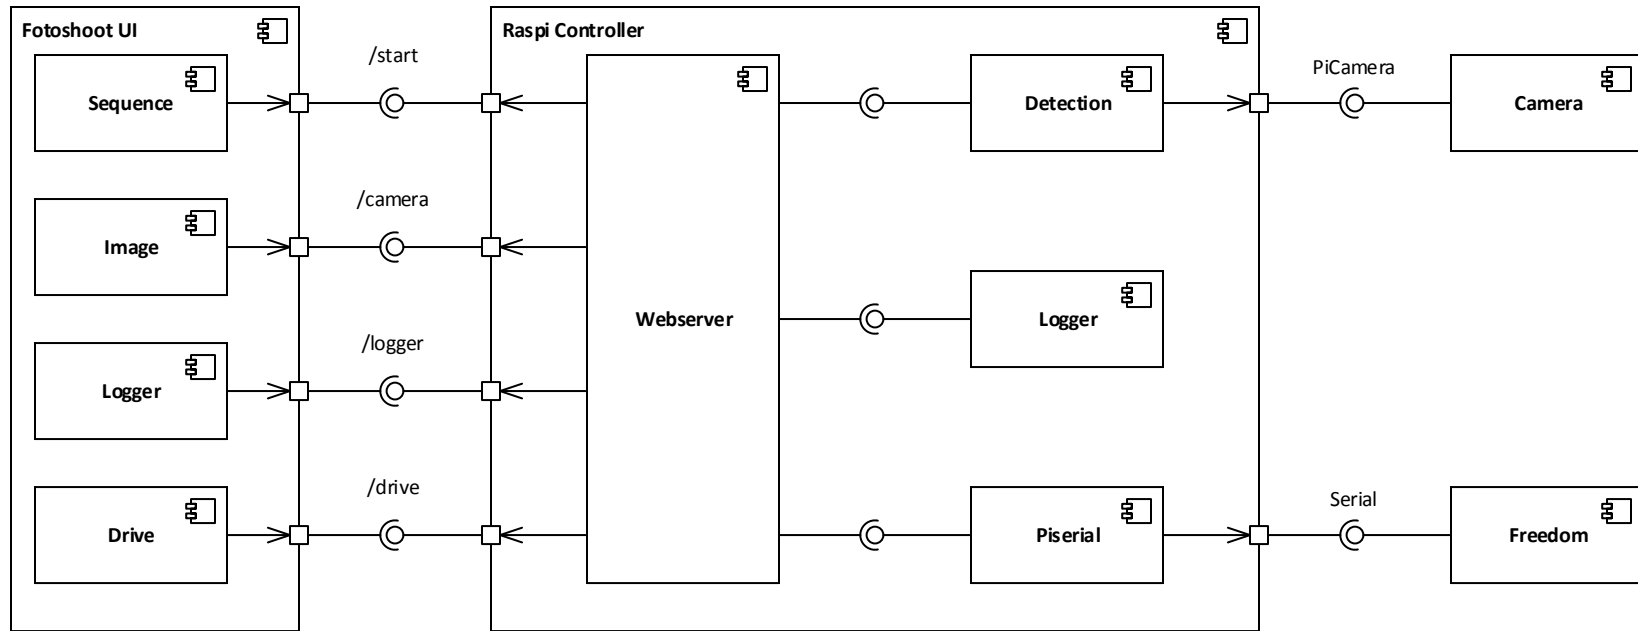 Fotoshoot UI
Raspi Controller
/start
PiCamera
Sequence
Detection
Camera
/camera
Image
Webserver
Logger
/logger
Logger
/drive
Serial
Drive
Piserial
Freedom